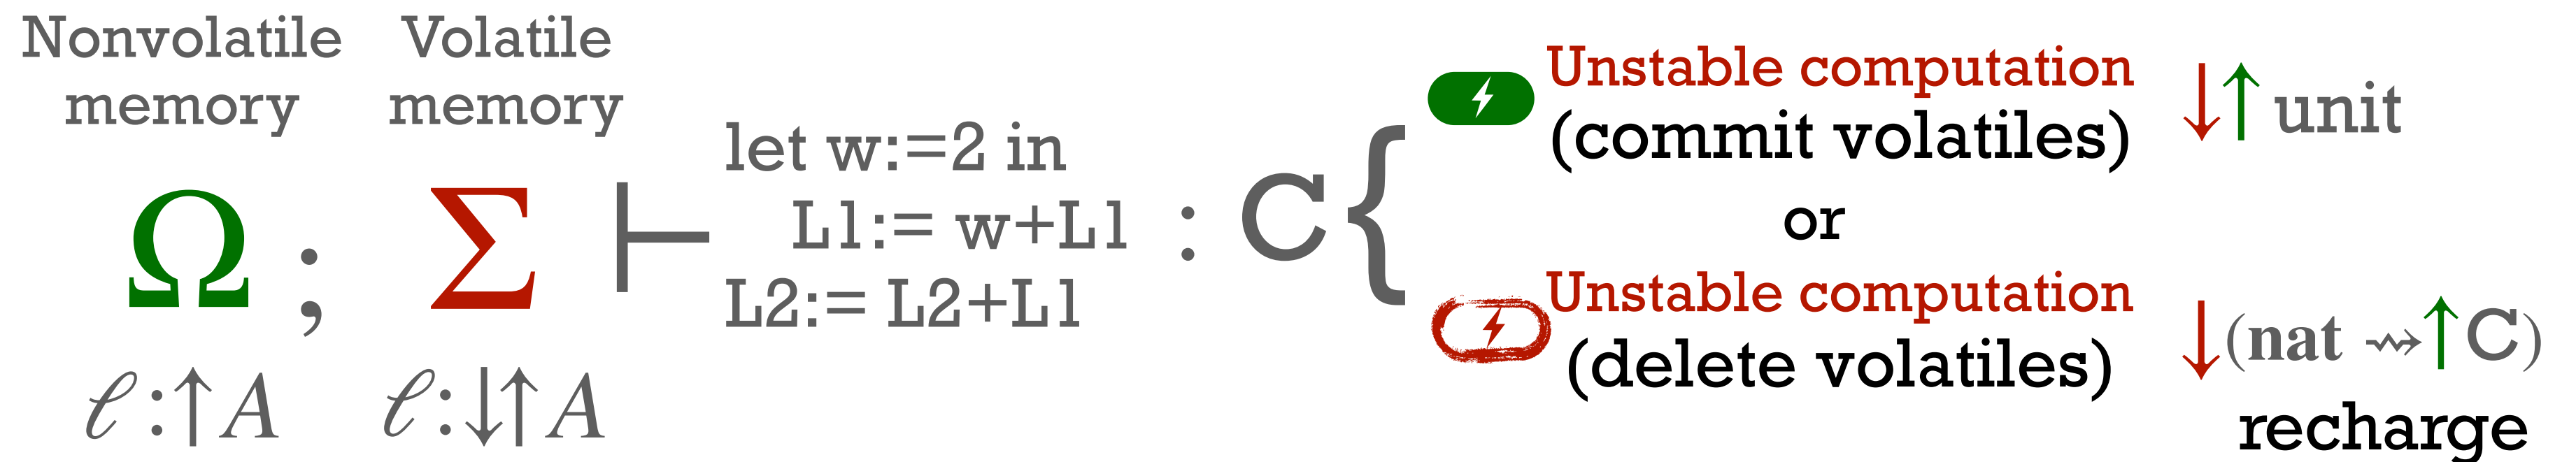 Nonvolatile memory
Volatile memory
Ω ; Σ ⊢
ℓ :↑A
ℓ :↓↑A
let w:=2 in
L1:= w+L1
L2:= L2+L1
: C {
Unstable computation
(commit volatiles)
↓↑ unit
or
Unstable computation
(delete volatiles)
↓(nat ⇝↑C)
recharge